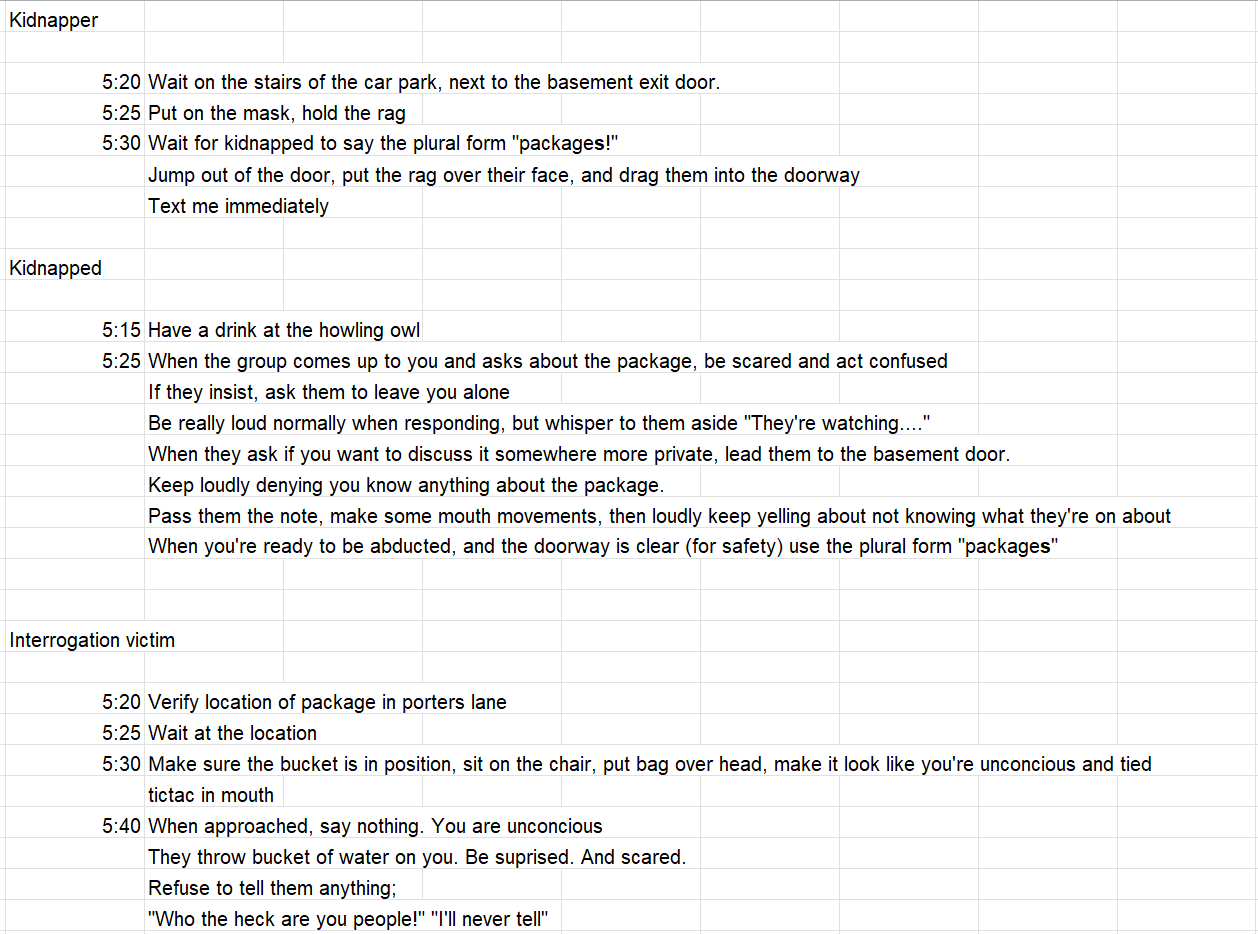 Kidnapper
5:20 Wait on the stairs of the car park, next to the basement exit door.
5:25 Put on the mask, hold the rag
5:30 Wait for kidnapped to say the plural form "packages!"
Jump out of the door, put the rag over their face, and drag them into the doorway
Text me immediately
Kidnapped
5:15 Have a drink at the howling owl
5:25 When the group comes up to you and asks about the package, be scared and act confused
If they insist, ask them to leave you alone
Be really loud normally when responding, but whisper to them aside "They're watching...."
When they ask if you want to discuss it somewhere more private, lead them to the basement door.
Keep loudly denying you know anything about the package.
Pass them the note, make some mouth movements, then loudly keep yelling about not knowing what they're on about
When you're ready to be abducted, and the doorway is clear (for safety) use the plural form "packages"
Interrogation victim
5:20 Verify location of package in porters lane
5:25 Wait at the location
5:30 Make sure the bucket is in position, sit on the chair, put bag over head, make it look like you're unconcious and tied
tictac in mouth
5:40 When approached, say nothing. You are unconcious
They throw bucket of water on you. Be suprised. And scared.
Refuse to tell them anything;
"Who the heck are you people!" "I'll never tell"